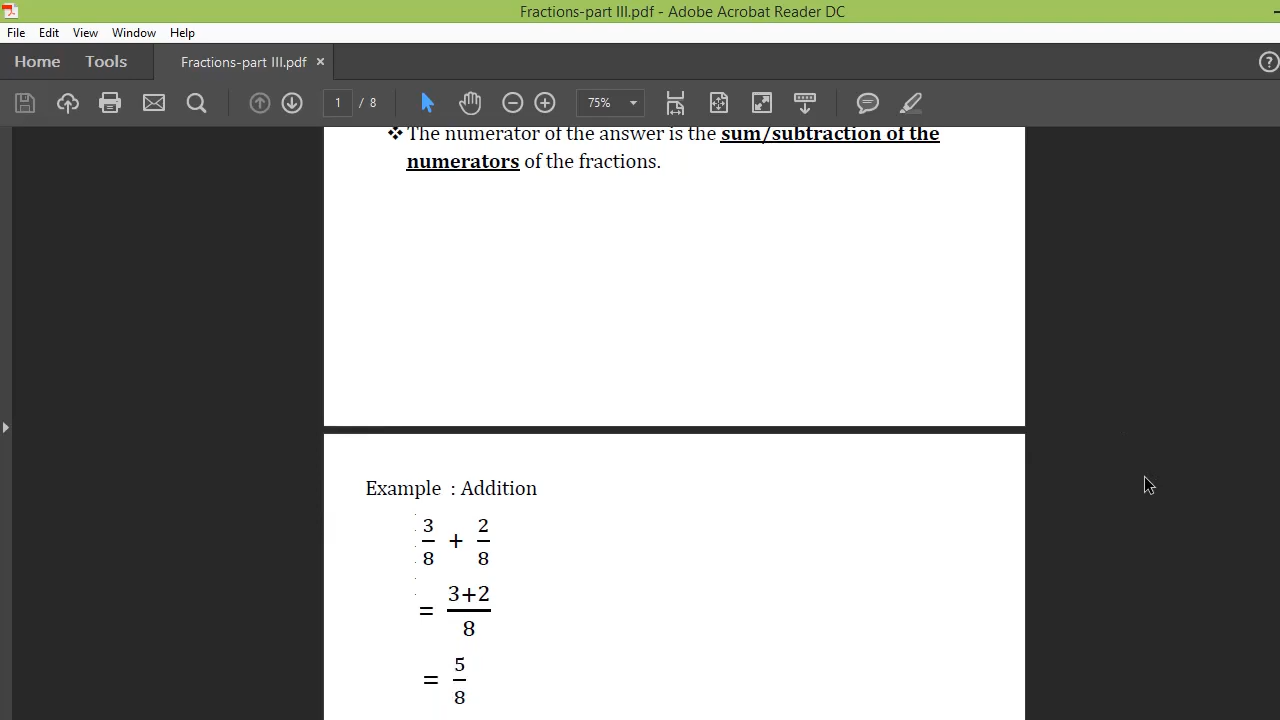 Fractions-part III.pdf - Adobe Acrobat Reader DC
File Edit View Window Help
Home Tools Fractions-part III.pdf ×
1 / 8 75%
❖ The numerator of the answer is the sum/subtraction of the
numerators of the fractions.
Example : Addition
3/8 + 2/8
= 3+2/8
= 5/8